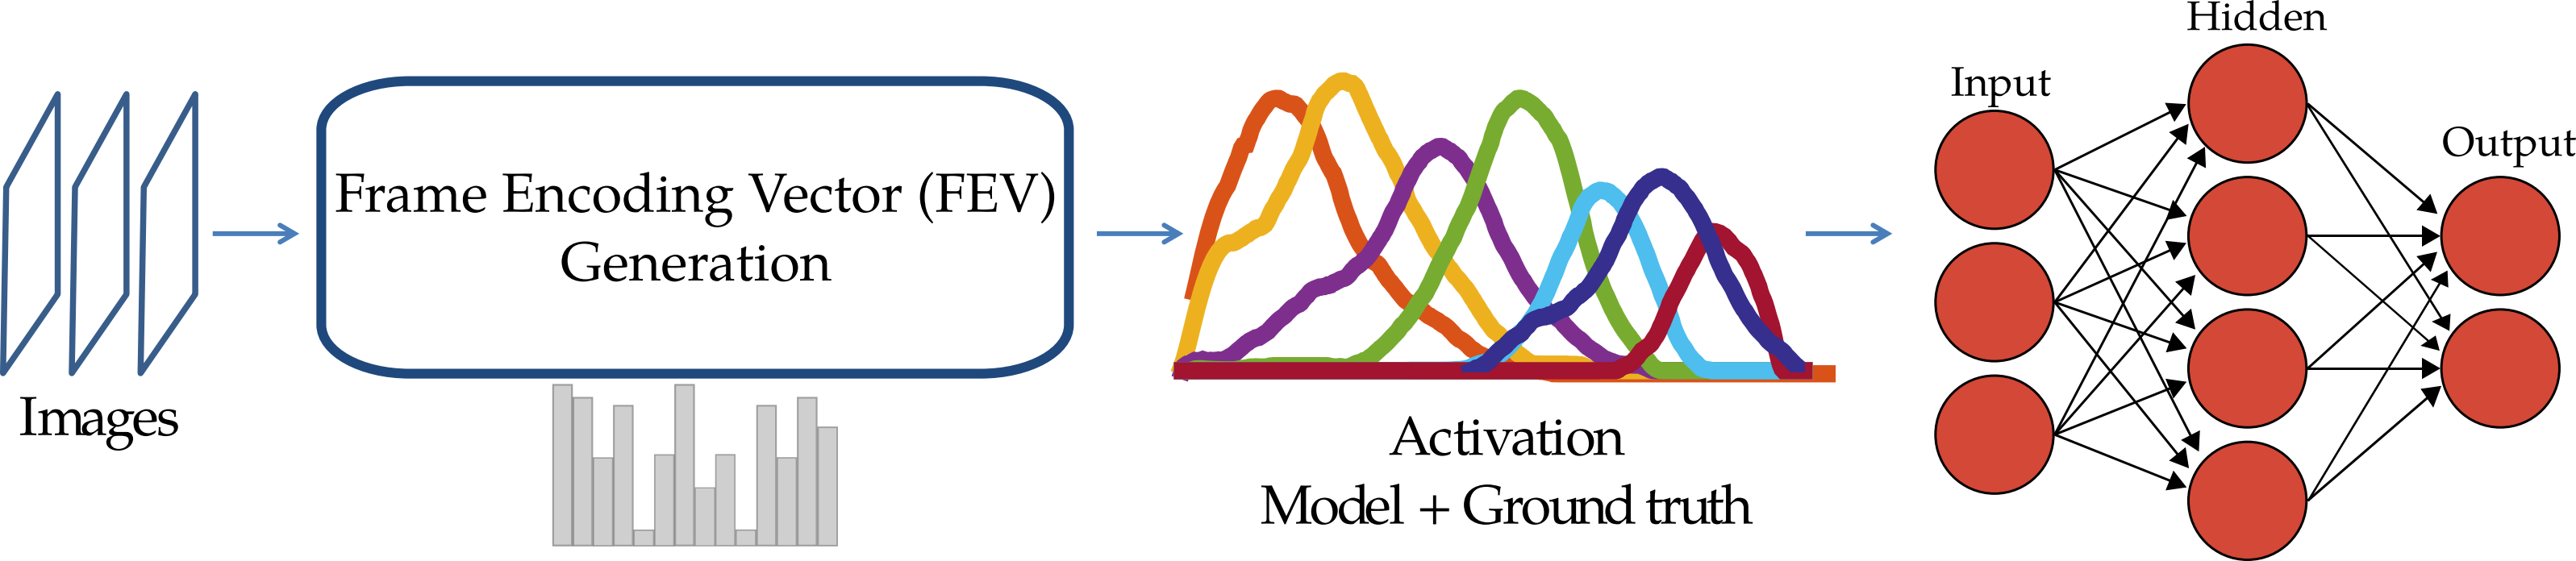 Images
Frame Encoding Vector (FEV)
Generation
Activation
Model + Ground truth
Input
Hidden
Output